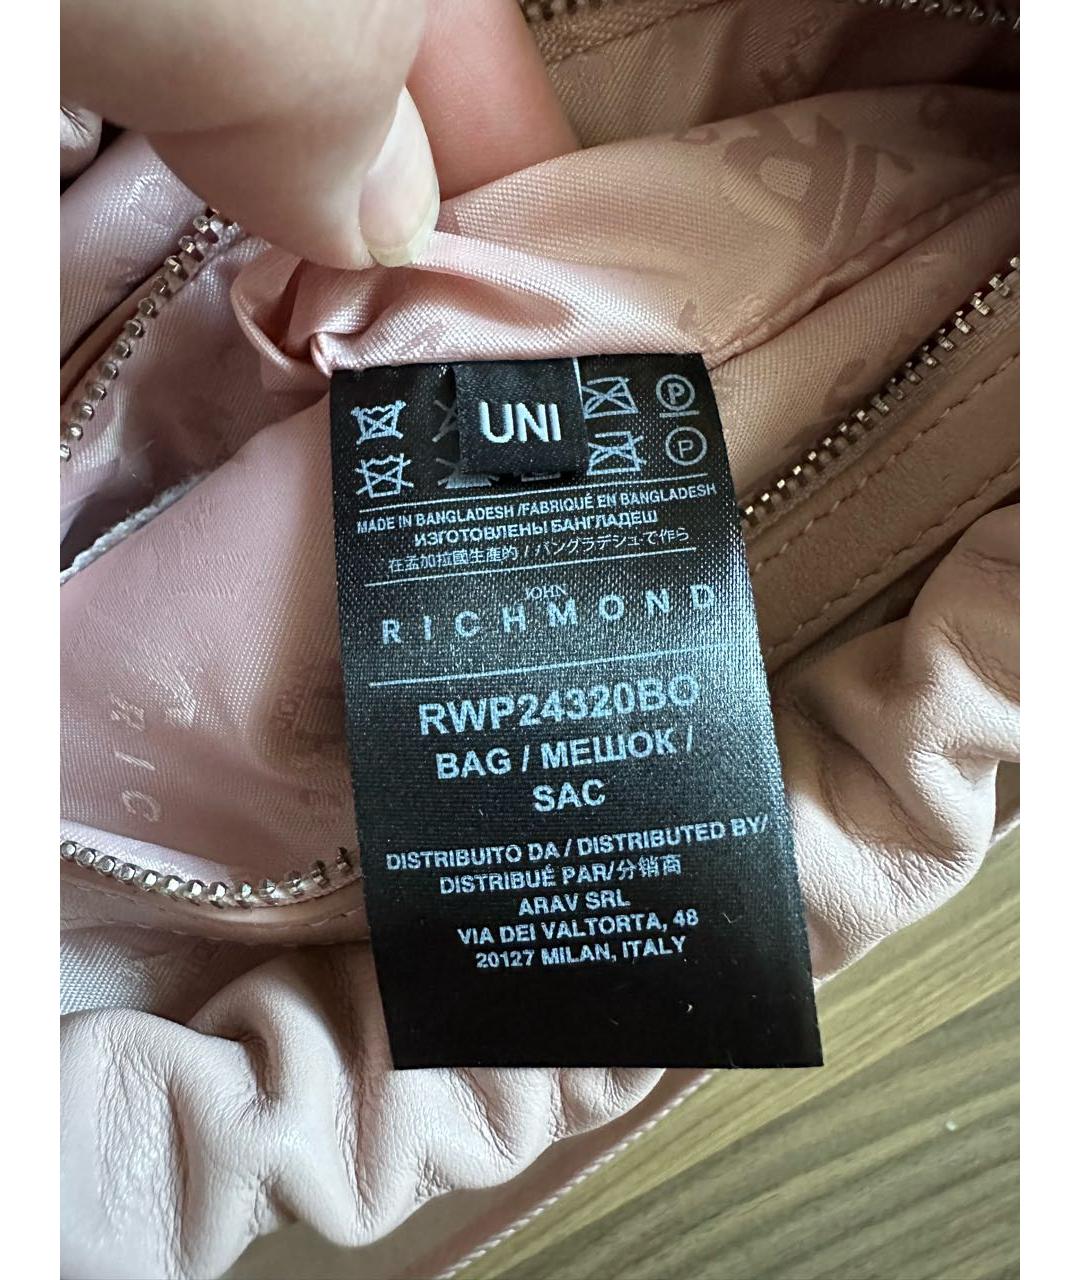 UNI
P
P
MADE IN BANGLADESH /FABRIQUÉ EN BANGLADESH
ИЗГОТОВЛЕНЫ БАНГЛАДЕШ
在孟加拉國生産的 / バングラデシュで作ら
JOHN
RICHMOND
RWP24320BO
BAG / МЕШОК /
SAC
DISTRIBUITO DA / DISTRIBUTED BY/
DISTRIBUÉ PAR/分销商
ARAV SRL
VIA DEI VALTORTA, 48
20127 MILAN, ITALY
RIC